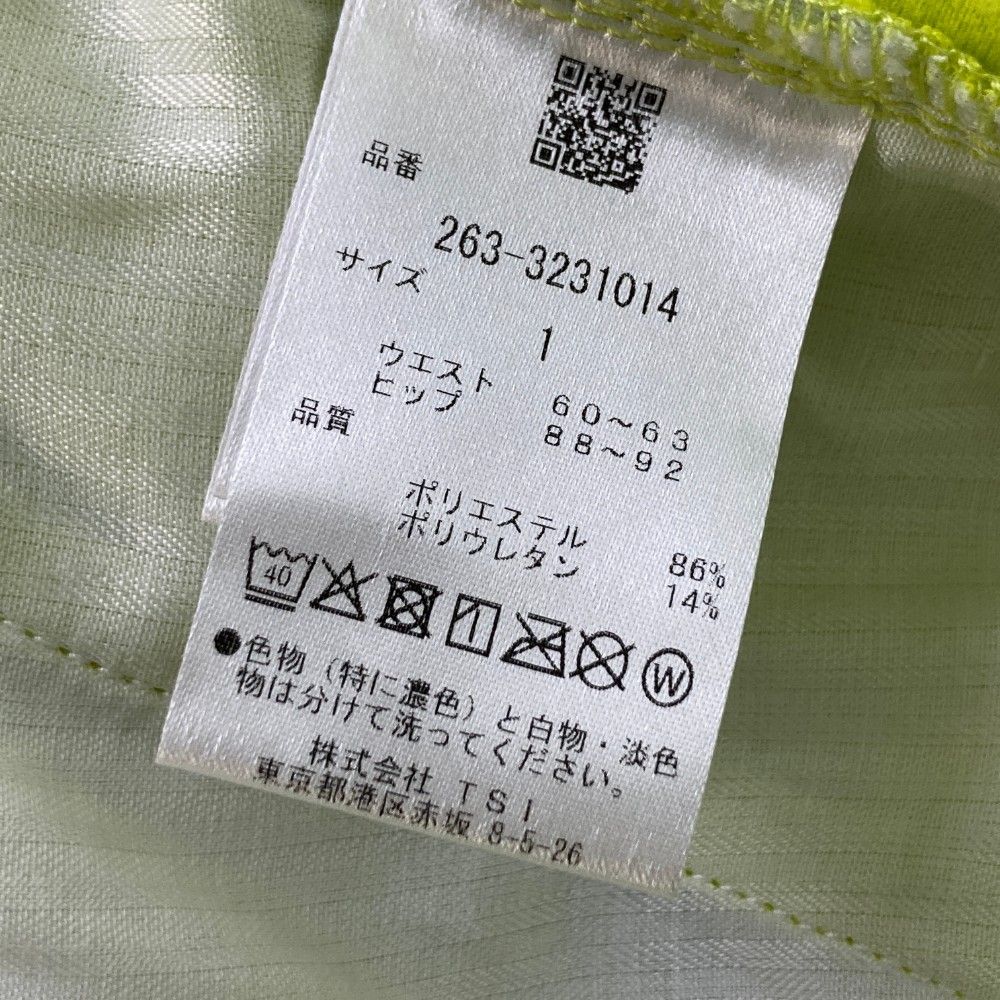 品番
263-3231014
サイズ
1
ウエスト 60~63
ヒップ 88~92
品質
ポリエステル 86%
ポリウレタン 14%
40
W
●色物(特に濃色)と白物・淡色
物は分けて洗ってください。
株式会社 TSI
東京都港区赤坂 8-5-26